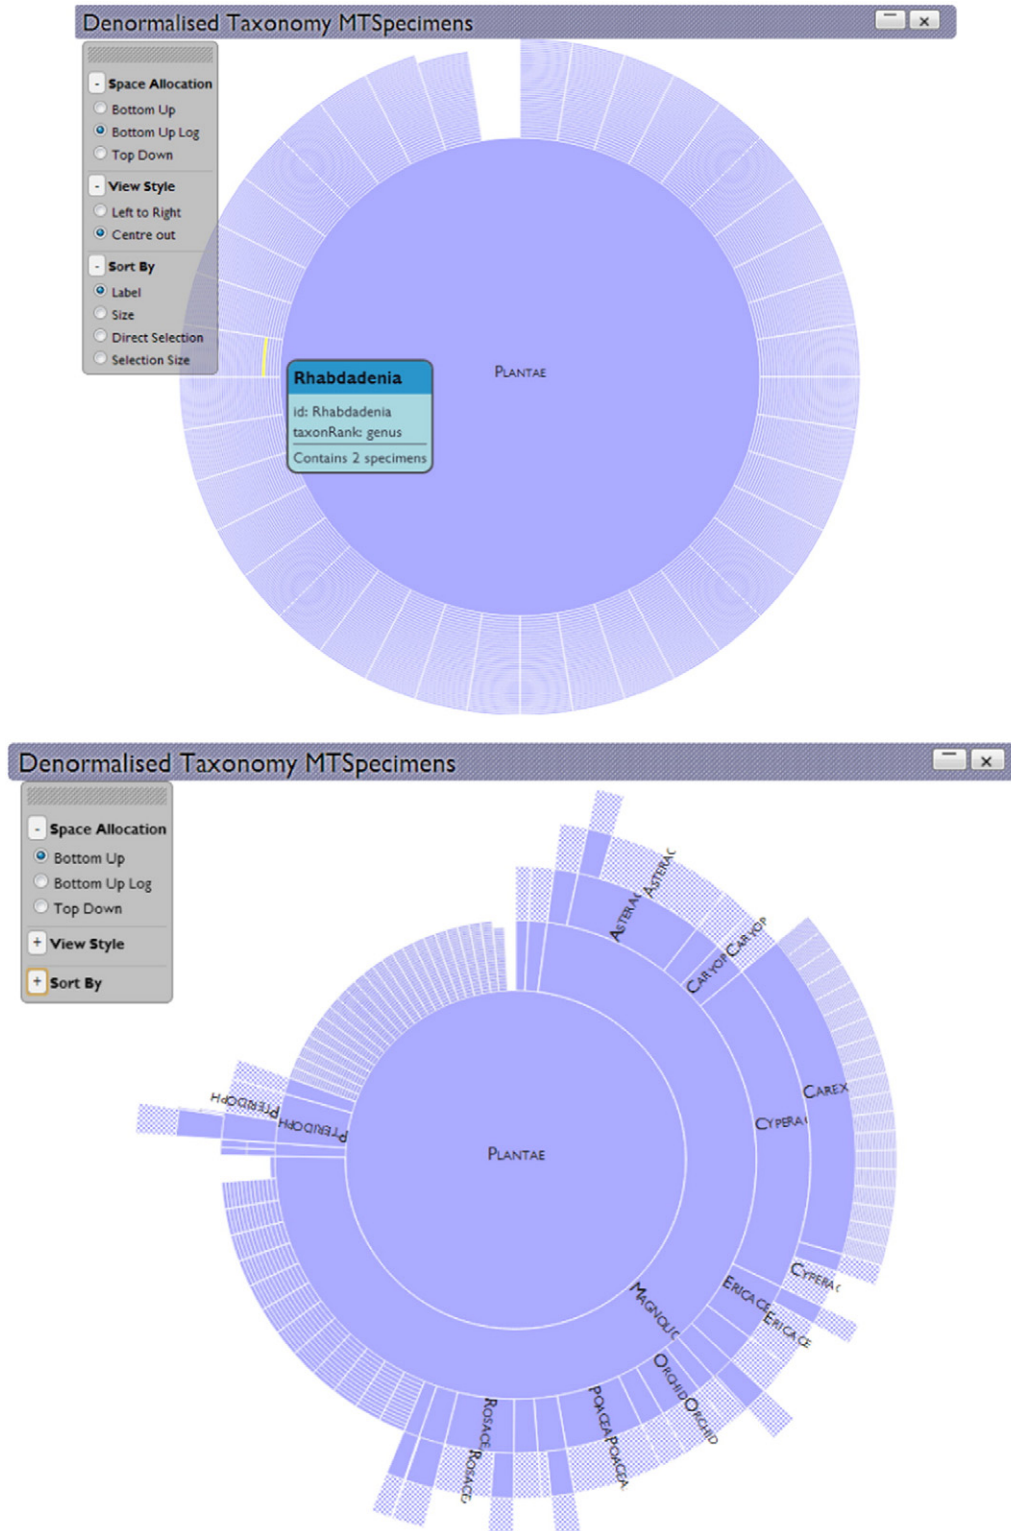 Denormalised Taxonomy MTSpecimens
- Space Allocation
Bottom Up
Bottom Up Log
Top Down
- View Style
Left to Right
Centre out
- Sort By
Label
Size
Direct Selection
Selection Size
Rhabdadenia
id: Rhabdadenia
taxonRank: genus
Contains 2 specimens
PLANTAE
Denormalised Taxonomy MTSpecimens
- Space Allocation
Bottom Up
Bottom Up Log
Top Down
+ View Style
+ Sort By
ASTERAC
ASTERAC
CARYOP
CARYOP
CAREX
CYPERAC
PTERIDOPH
PTERIDOPH
PLANTAE
CYPERAC
ERICACE
ERICACE
MAGNOLIO
ORCHID
ORCHID
POACEA
POACEA
ROSACE
ROSACE